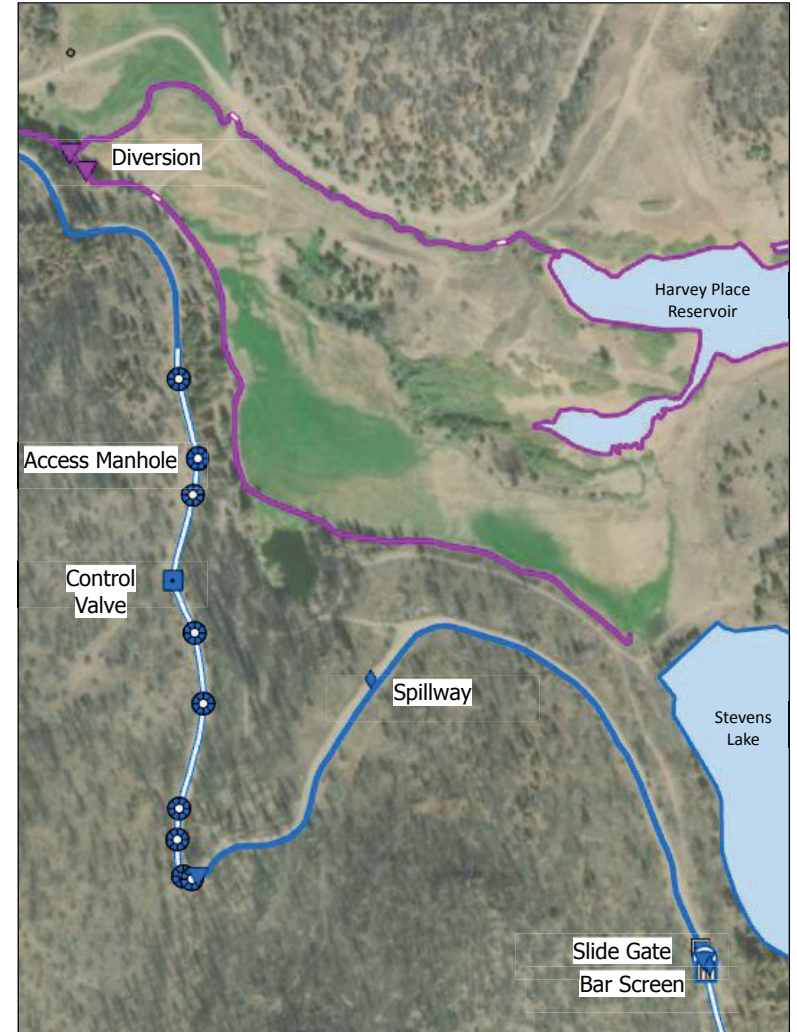 Diversion
Harvey Place
Reservoir
Access Manhole
Control
Valve
Spillway
Stevens
Lake
Slide Gate
Bar Screen